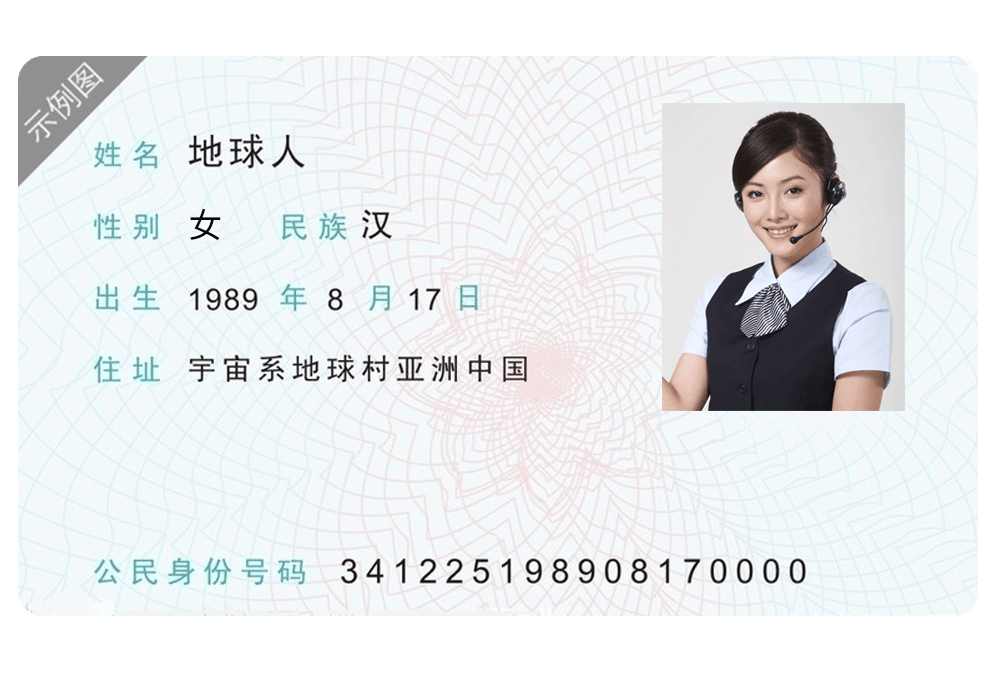 示例图
姓名 地球人
性别 女 民族 汉
出生 1989 年 8 月 17 日
住址 宇宙系地球村亚洲中国
公民身份号码 341225198908170000